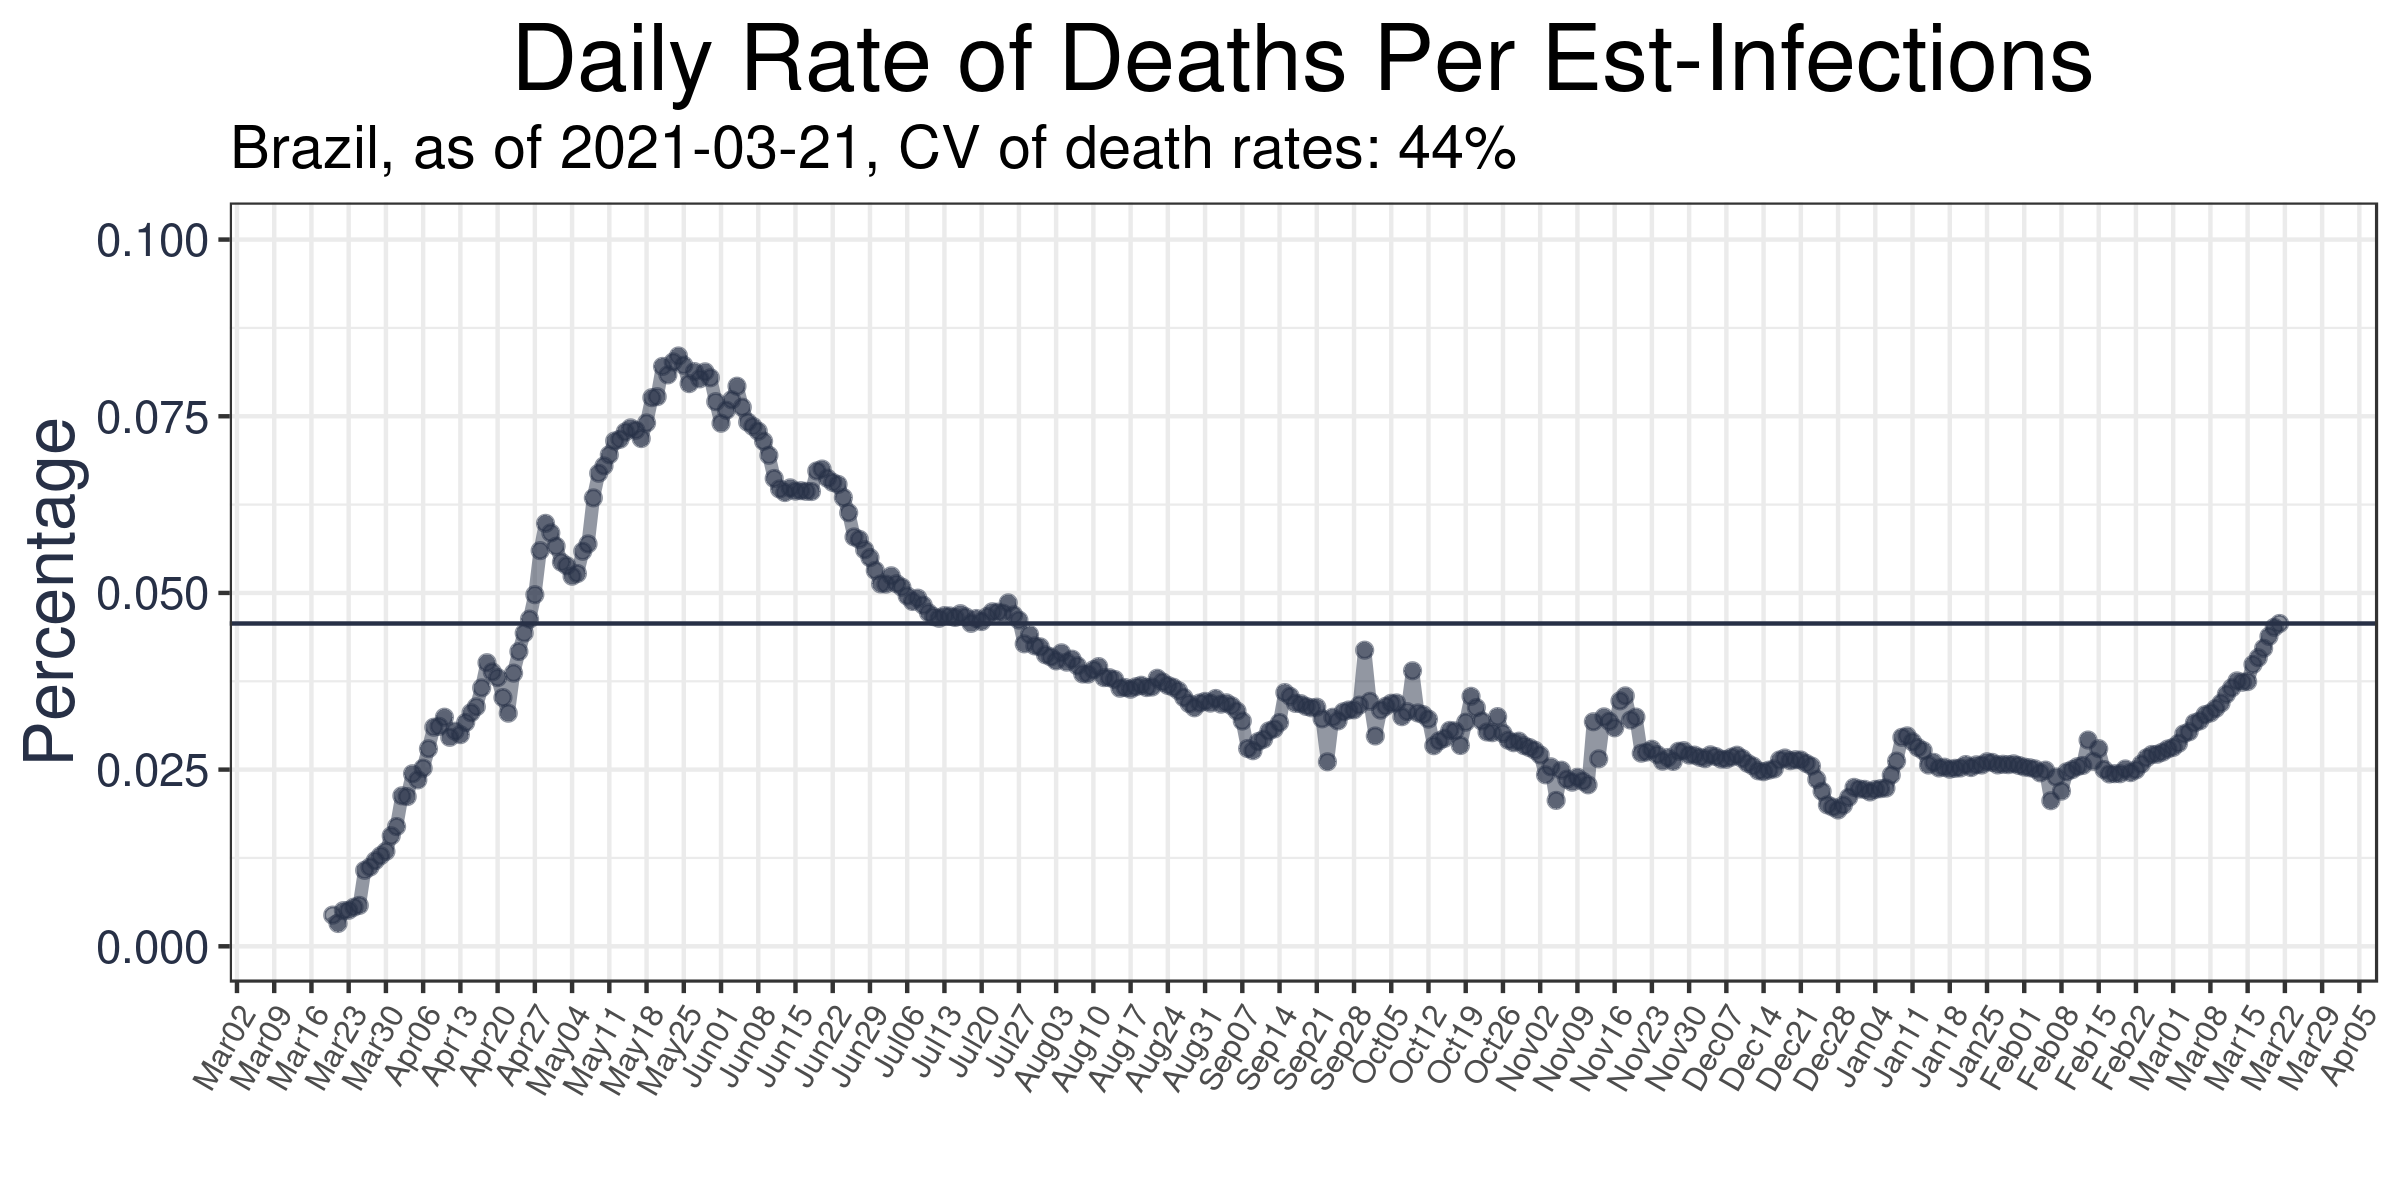 Daily Rate of Deaths Per Est-Infections
Brazil, as of 2021-03-21, CV of death rates: 44%
Percentage
0.100
0.075
0.050
0.025
0.000
Mar02
Mar09
Mar16
Mar23
Mar30
Apr06
Apr13
Apr20
Apr27
May04
May11
May18
May25
Jun01
Jun08
Jun15
Jun22
Jun29
Jul06
Jul13
Jul20
Jul27
Aug03
Aug10
Aug17
Aug24
Aug31
Sep07
Sep14
Sep21
Sep28
Oct05
Oct12
Oct19
Oct26
Nov02
Nov09
Nov16
Nov23
Nov30
Dec07
Dec14
Dec21
Dec28
Jan04
Jan11
Jan18
Jan25
Feb01
Feb08
Feb15
Feb22
Mar01
Mar08
Mar15
Mar22
Mar29
Apr05